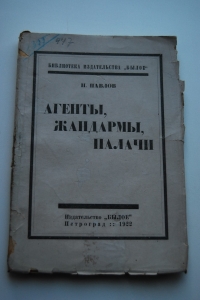 БИБЛИОТЕКА ИЗДАТЕЛЬСТВА „БЫЛОЕ“
П. ПАВЛОВ
АГЕНТЫ,
ЖАНДАРМЫ,
ПАЛАЧИ
Издательство „БЫЛОЕ“
Петроград :: 1922